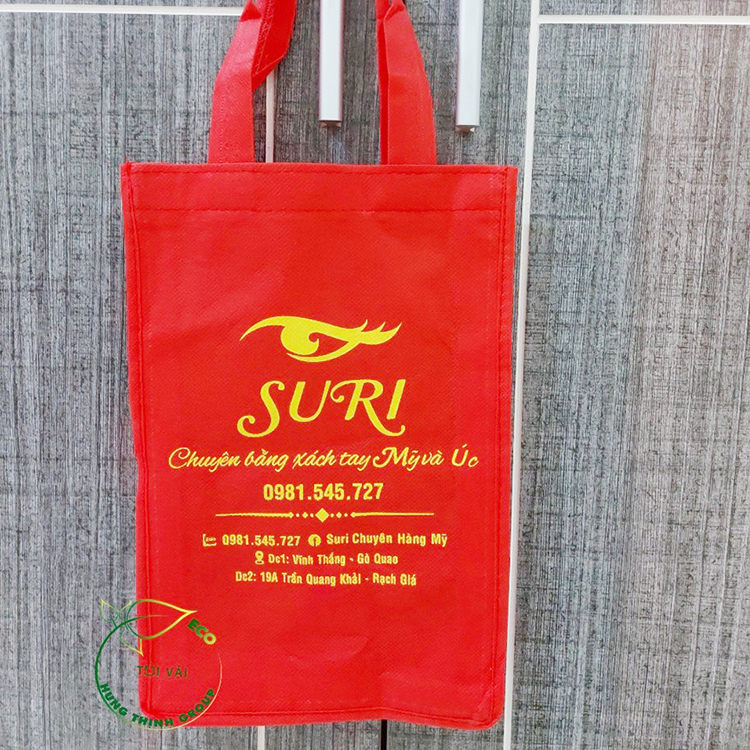 SURI
Chuyên bằng xách tay Mỹ và Úc
0981.545.727
Zalo 0981.545.727 Suri Chuyên Hàng Mỹ
Dc1: Vĩnh Thắng - Gò Quao
Dc2: 19A Trần Quang Khải - Rạch Giá
ECO
TÚI VẢI
HUNG THINH GROUP